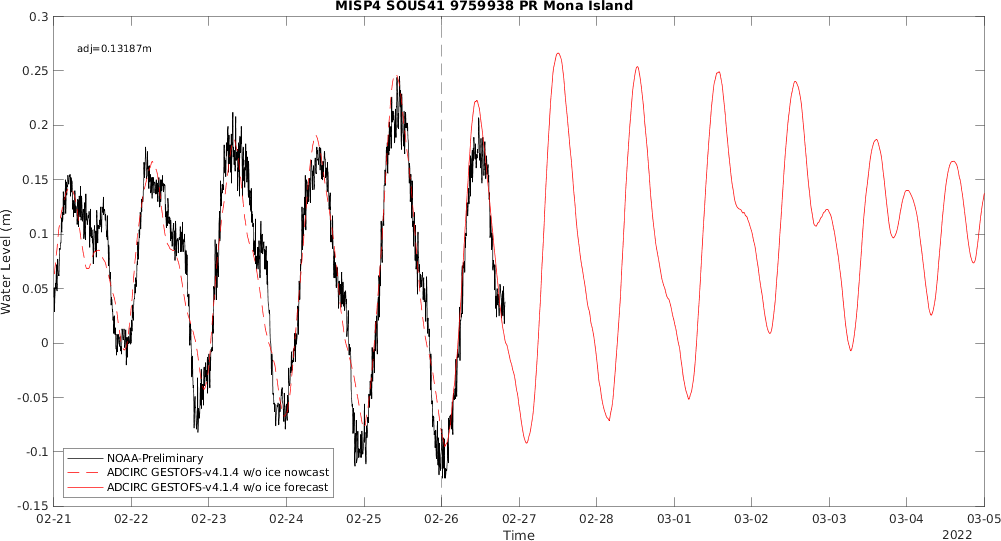 MISP4 SOUS41 9759938 PR Mona Island
adj=0.13187m
0.3
0.25
0.2
0.15
0.1
0.05
0
-0.05
-0.1
-0.15
Water Level (m)
NOAA-Preliminary
ADCIRC GESTOFS-v4.1.4 w/o ice nowcast
ADCIRC GESTOFS-v4.1.4 w/o ice forecast
02-21 02-22 02-23 02-24 02-25 02-26 02-27 02-28 03-01 03-02 03-03 03-04 03-05
Time
2022